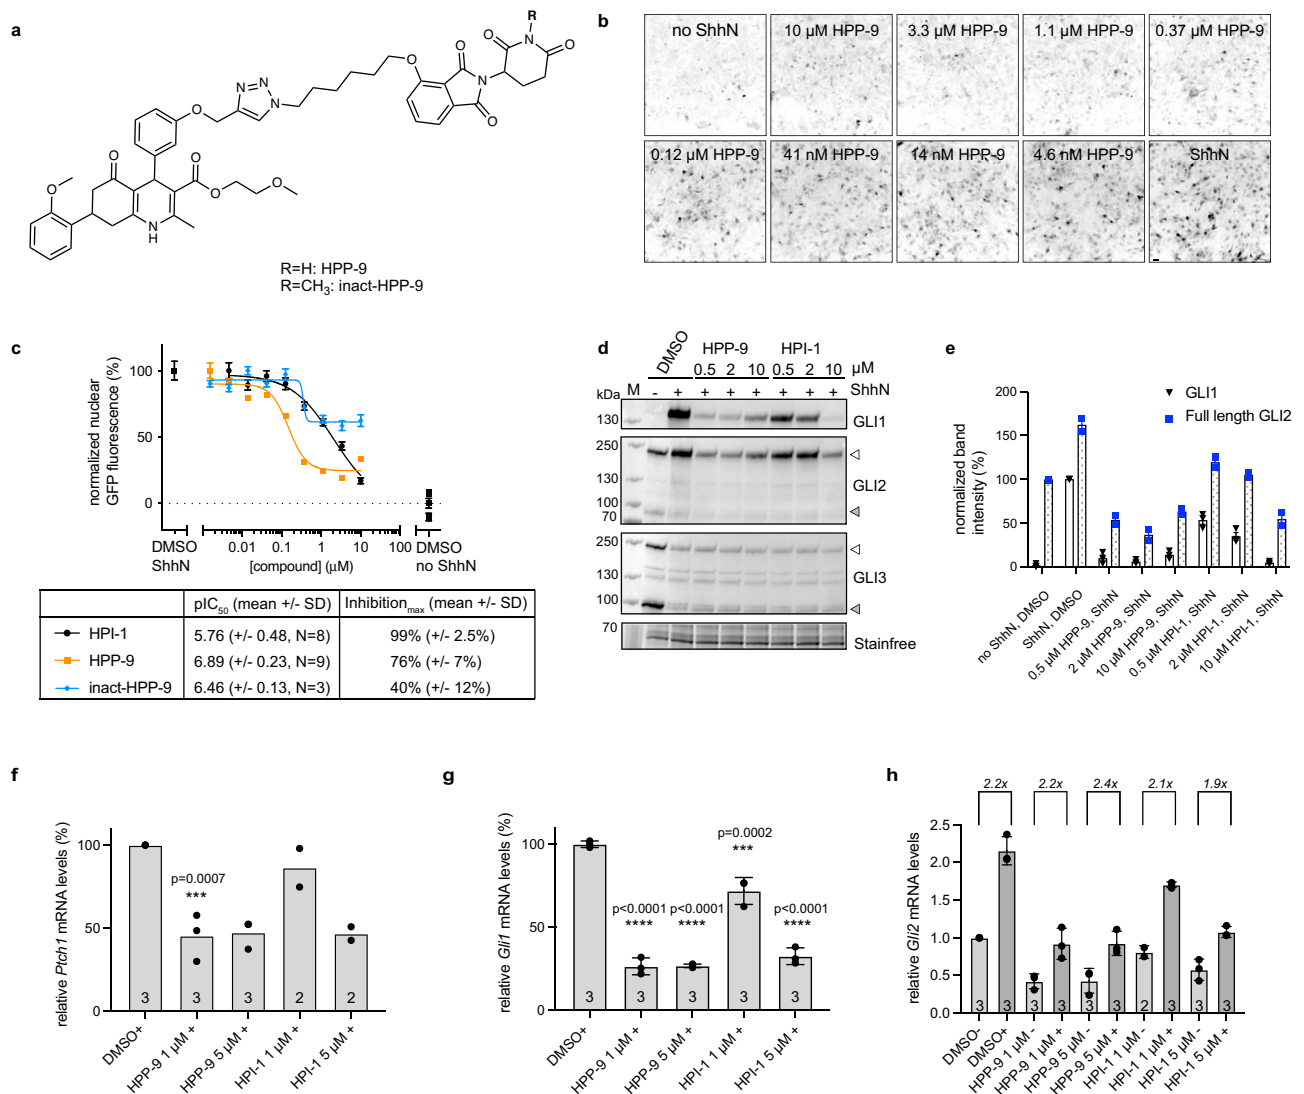 a
R
N
O
O
N
O
O
O
N=N
N
O
O
O
O
O
O
O
N
H
R=H: HPP-9
R=CH3: inact-HPP-9
b
no ShhN
10 µM HPP-9
3.3 µM HPP-9
1.1 µM HPP-9
0.37 µM HPP-9
0.12 µM HPP-9
41 nM HPP-9
14 nM HPP-9
4.6 nM HPP-9
ShhN
c
normalized nuclear
GFP fluorescence (%)
100
50
0
DMSO
ShhN
0.01
0.1
1
10
100
[compound] (µM)
DMSO
no ShhN
pIC50 (mean +/- SD)
Inhibitionmax (mean +/- SD)
HPI-1
5.76 (+/- 0.48, N=8)
99% (+/- 2.5%)
HPP-9
6.89 (+/- 0.23, N=9)
76% (+/- 7%)
inact-HPP-9
6.46 (+/- 0.13, N=3)
40% (+/- 12%)
d
DMSO
HPP-9
HPI-1
0.5 2 10 0.5 2 10 µM
kDa M - + + + + + + + ShhN
130
GLI1
250
130
100
70
GLI2
250
130
100
GLI3
70
Stainfree
e
normalized band
intensity (%)
200
150
100
50
0
GLI1
Full length GLI2
no ShhN, DMSO
ShhN, DMSO
0.5 µM HPP-9, ShhN
2 µM HPP-9, ShhN
10 µM HPP-9, ShhN
0.5 µM HPI-1, ShhN
2 µM HPI-1, ShhN
10 µM HPI-1, ShhN
f
relative Ptch1 mRNA levels (%)
100
50
0
p=0.0007
***
3 3 3 2 2
DMSO+
HPP-9 1 µM +
HPP-9 5 µM +
HPI-1 1 µM +
HPI-1 5 µM +
g
relative Gli1 mRNA levels (%)
100
50
0
p<0.0001
****
p<0.0001
****
p=0.0002
***
p<0.0001
****
3 3 3 3 3
DMSO+
HPP-9 1 µM +
HPP-9 5 µM +
HPI-1 1 µM +
HPI-1 5 µM +
h
relative Gli2 mRNA levels
2.5
2.0
1.5
1.0
0.5
0.0
2.2x 2.2x 2.4x 2.1x 1.9x
3 3 3 3 3 3 2 3 3 3
DMSO-
DMSO+
HPP-9 1 µM -
HPP-9 1 µM +
HPP-9 5 µM -
HPP-9 5 µM +
HPI-1 1 µM -
HPI-1 1 µM +
HPI-1 5 µM -
HPI-1 5 µM +